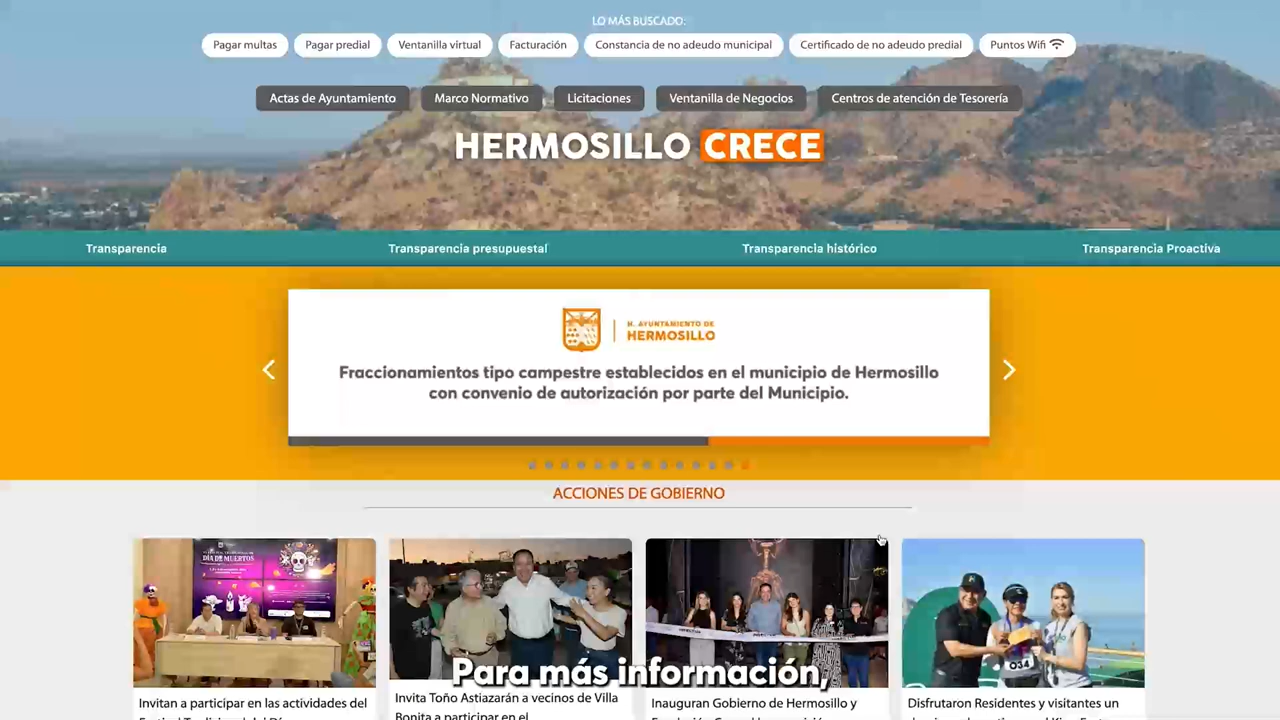 LO MÁS BUSCADO:
Pagar multas
Pagar predial
Ventanilla virtual
Facturación
Constancia de no adeudo municipal
Certificado de no adeudo predial
Puntos Wifi
Actas de Ayuntamiento
Marco Normativo
Licitaciones
Ventanilla de Negocios
Centros de atención de Tesorería
HERMOSILLO CRECE
Transparencia
Transparencia presupuestal
Transparencia histórico
Transparencia Proactiva
H. AYUNTAMIENTO DE
HERMOSILLO
Fraccionamientos tipo campestre establecidos en el municipio de Hermosillo
con convenio de autorización por parte del Municipio.
ACCIONES DE GOBIERNO
DÍA DE MUERTOS
034
Para más información,
Invitan a participar en las actividades del
Invita Toño Astiazarán a vecinos de Villa
Bonita a participar en el
Inauguran Gobierno de Hermosillo y
Disfrutaron Residentes y visitantes un